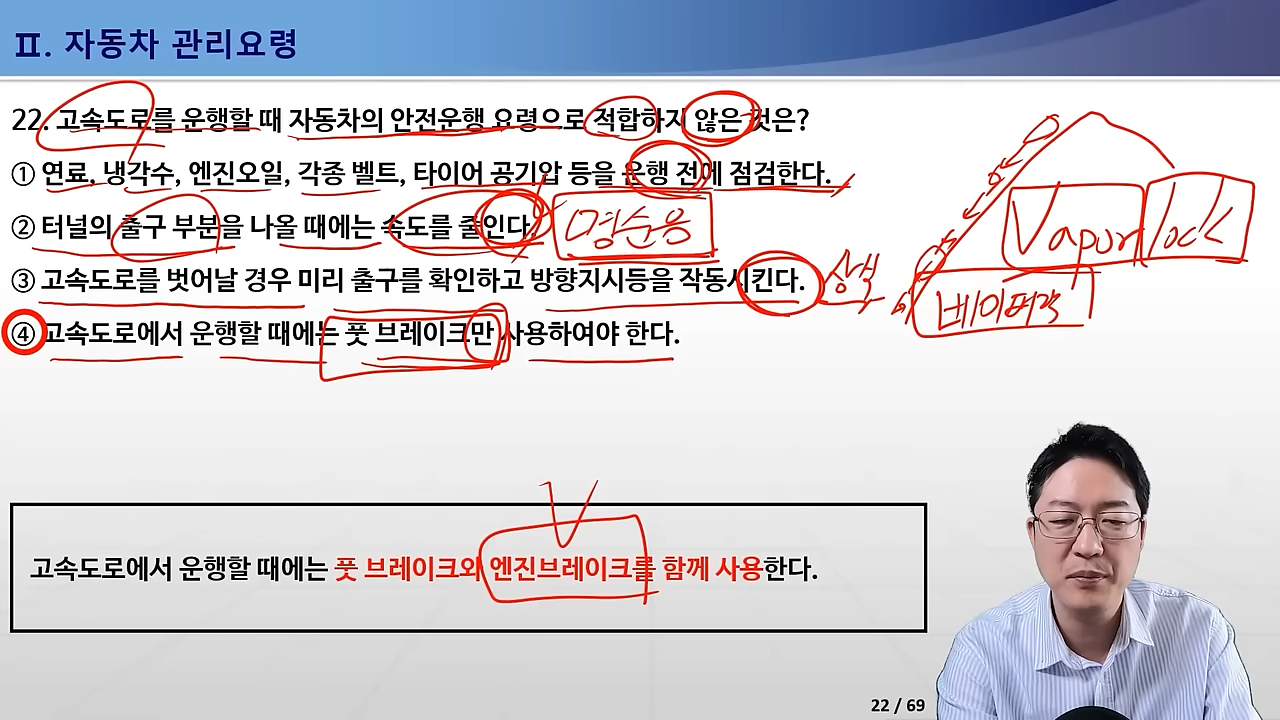 Ⅱ. 자동차 관리요령
22. 고속도로를 운행할 때 자동차의 안전운행 요령으로 적합하지 않은 것은?
① 연료, 냉각수, 엔진오일, 각종 벨트, 타이어 공기압 등을 운행 전에 점검한다.
② 터널의 출구 부분을 나올 때에는 속도를 줄인다.
명순응
Vapor lock
③ 고속도로를 벗어날 경우 미리 출구를 확인하고 방향지시등을 작동시킨다.
상식
베이퍼락
④ 고속도로에서 운행할 때에는 풋 브레이크만 사용하여야 한다.
고속도로에서 운행할 때에는 풋 브레이크와 엔진브레이크를 함께 사용한다.
22 / 69